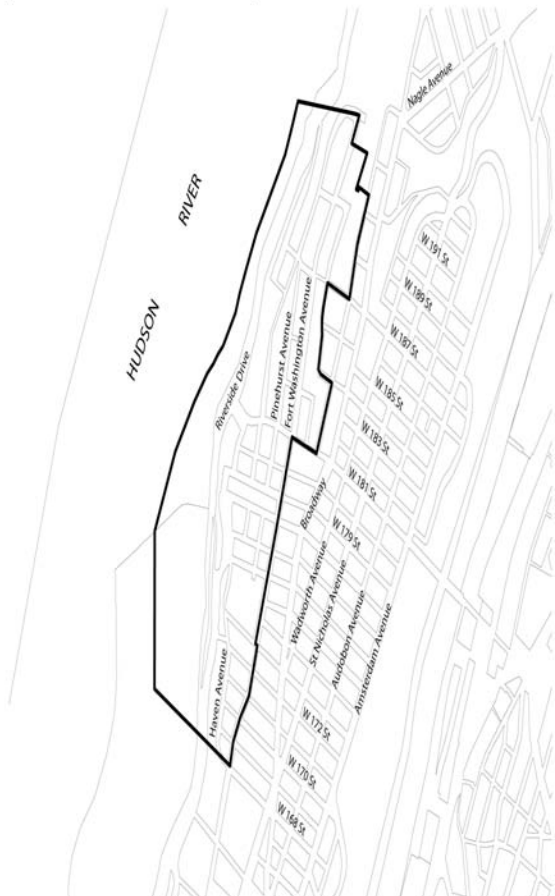 Nagle Avenue
RIVER
HUDSON
W 191 St
W 189 St
Pinehurst Avenue
Fort Washington Avenue
W 187 St
Riverside Drive
W 185 St
W 183 St
W 181 St
Broadway
W 179 St
Wadworth Avenue
St Nicholas Avenue
Audobon Avenue
Amsterdam Avenue
Haven Avenue
W 172 St
W 170 St
W 168 St